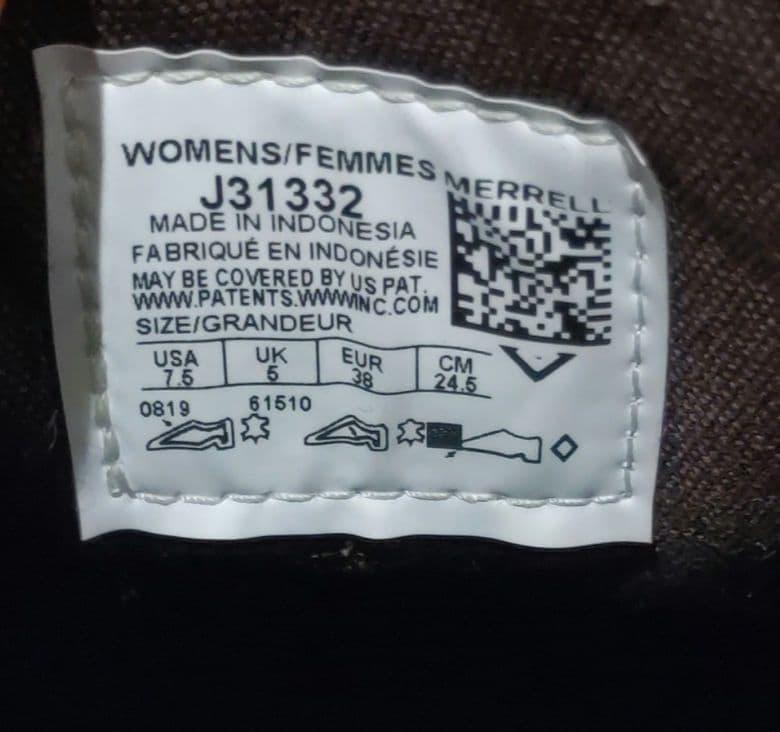 WOMENS/FEMMES
J31332
MADE IN INDONESIA
FABRIQUÉ EN INDONÉSIE
MAY BE COVERED BY US PAT.
WWW.PATENTS.WWWINC.COM
SIZE/GRANDEUR
MERRELL
USA UK EUR CM
7.5 5 38 24.5
0819 61510